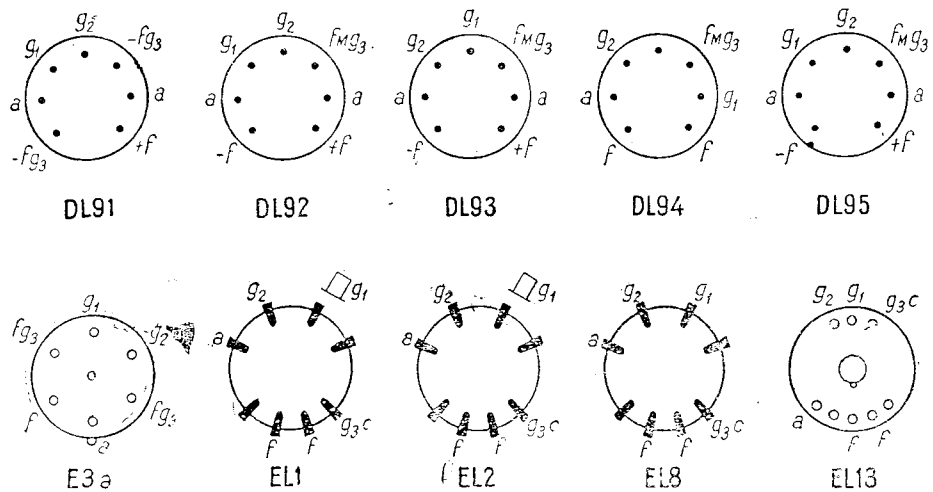 g1 g2 -fg3
a a
-fg3 +f
DL91
g1 g2 fMg3
a a
-f +f
DL92
g2 g1 fMg3
a a
-f +f
DL93
g2 fMg3
a g1
f f
DL94
g1 g2 fMg3
a a
-f +f
DL95
g1
fg3 g2
f fg3
a
E3a
g2 g1
a
f f g3c
EL1
g2 g1
a
f f g3c
EL2
g2 g1
a
f f g3c
EL8
g2 g1 g3c
a f f
EL13